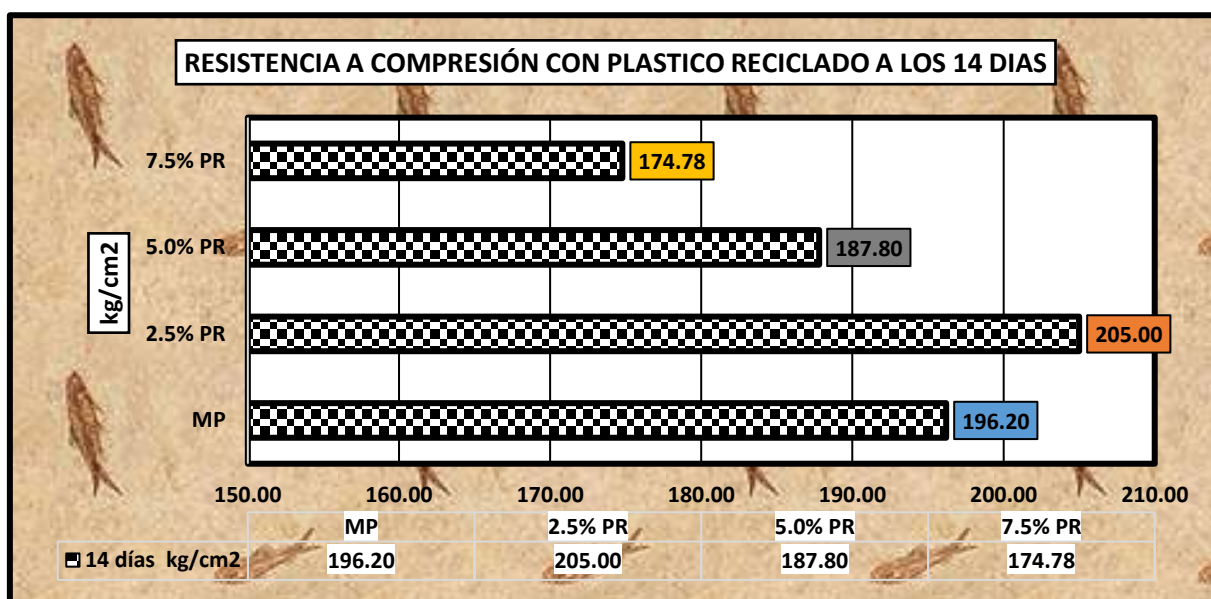 RESISTENCIA A COMPRESIÓN CON PLASTICO RECICLADO A LOS 14 DIAS
7.5% PR
174.78
kg/cm2
5.0% PR
187.80
2.5% PR
205.00
MP
196.20
150.00 160.00 170.00 180.00 190.00 200.00 210.00
MP 2.5% PR 5.0% PR 7.5% PR
14 días kg/cm2 196.20 205.00 187.80 174.78